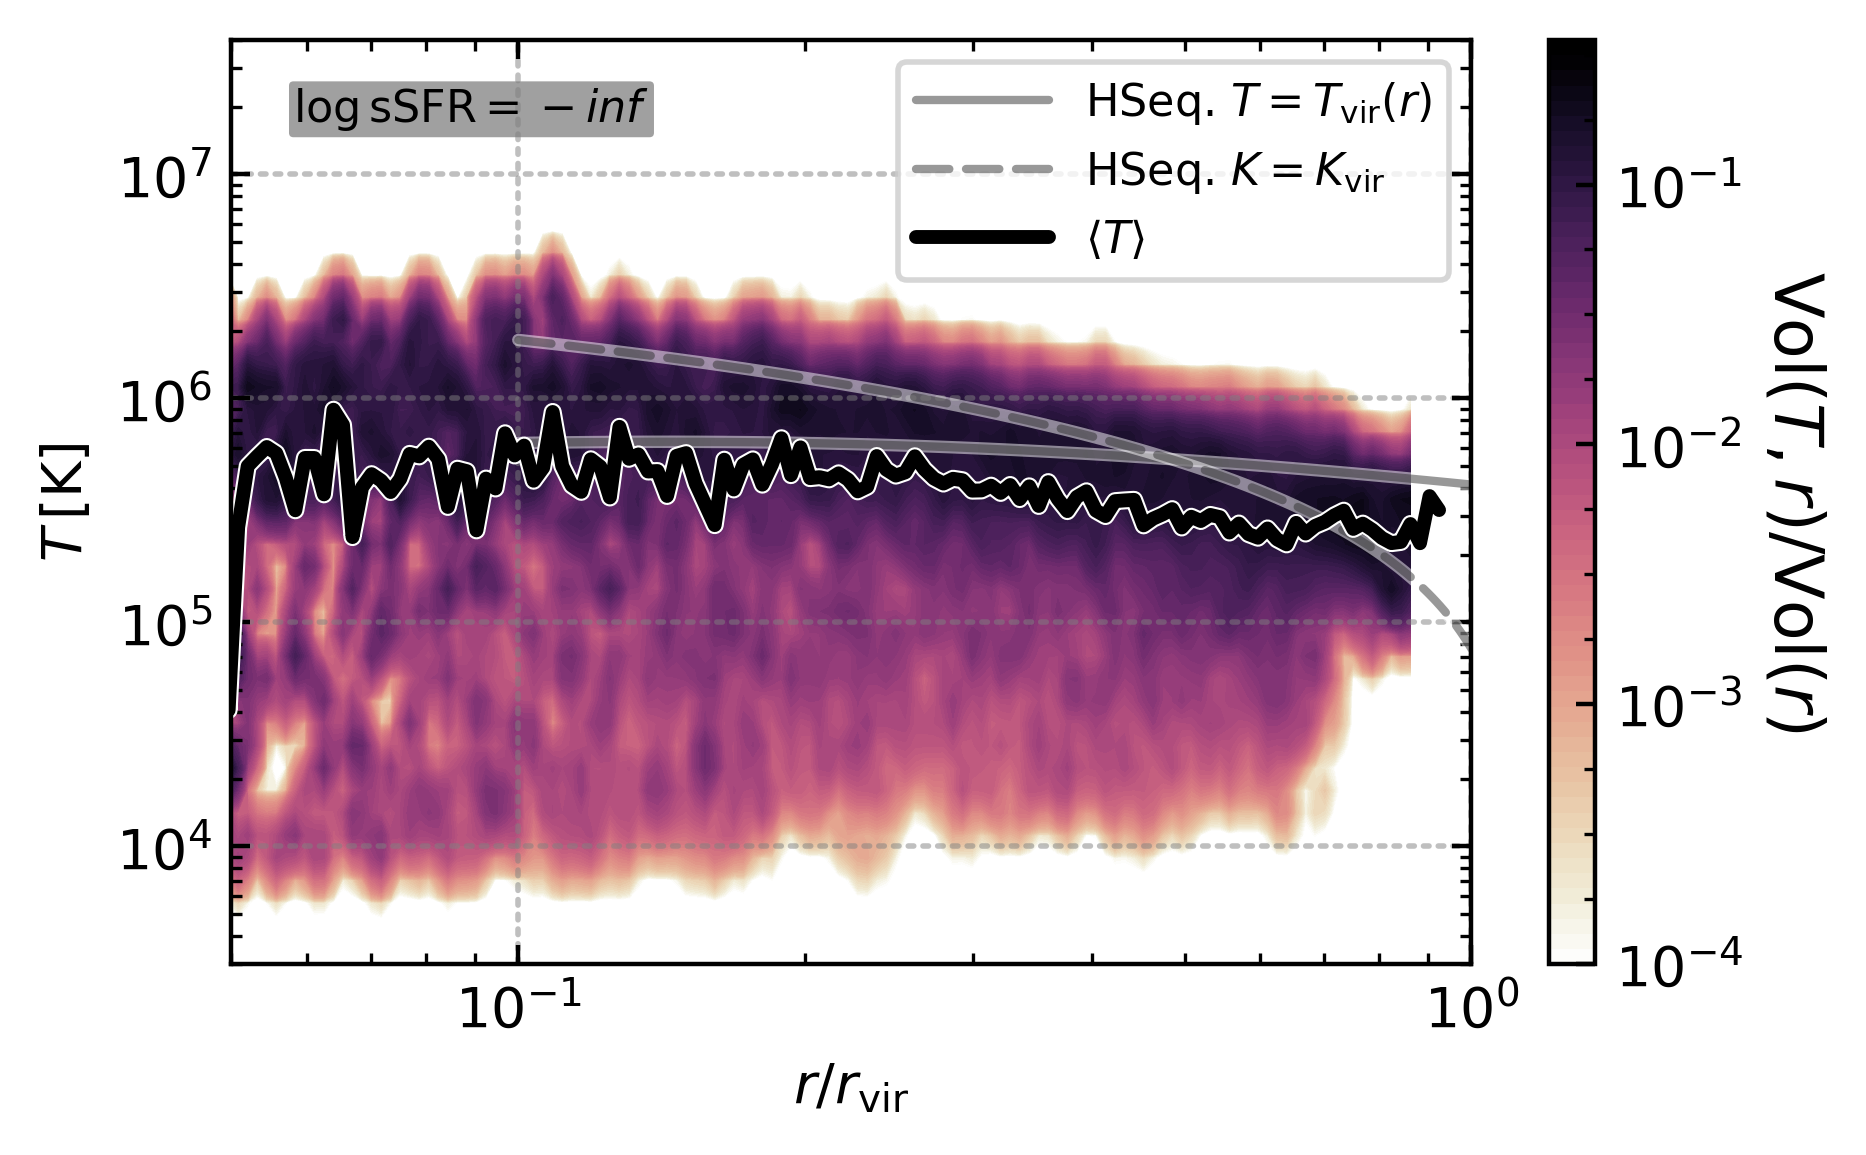 log sSFR = −inf
HSeq. T = T_vir(r)
HSeq. K = K_vir
⟨T⟩
10^7
10^6
10^5
10^4
T [K]
10^−1
10^0
r/r_vir
10^−1
10^−2
10^−3
10^−4
Vol(T, r)/Vol(r)